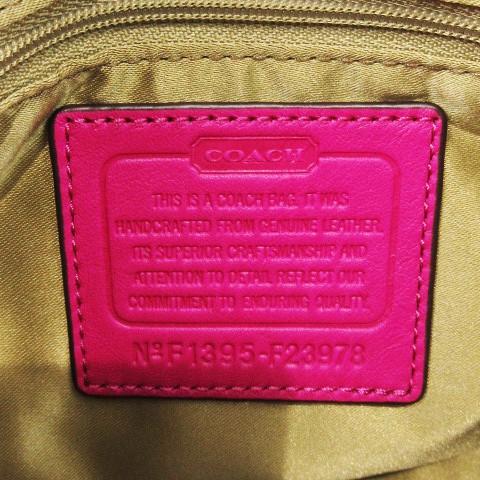 COACH
THIS IS A COACH BAG. IT WAS
HANDCRAFTED FROM GENUINE LEATHER.
ITS SUPERIOR CRAFTSMANSHIP AND
ATTENTION TO DETAIL REFLECT OUR
COMMITMENT TO ENDURING QUALITY.
Nº F1395-F23978